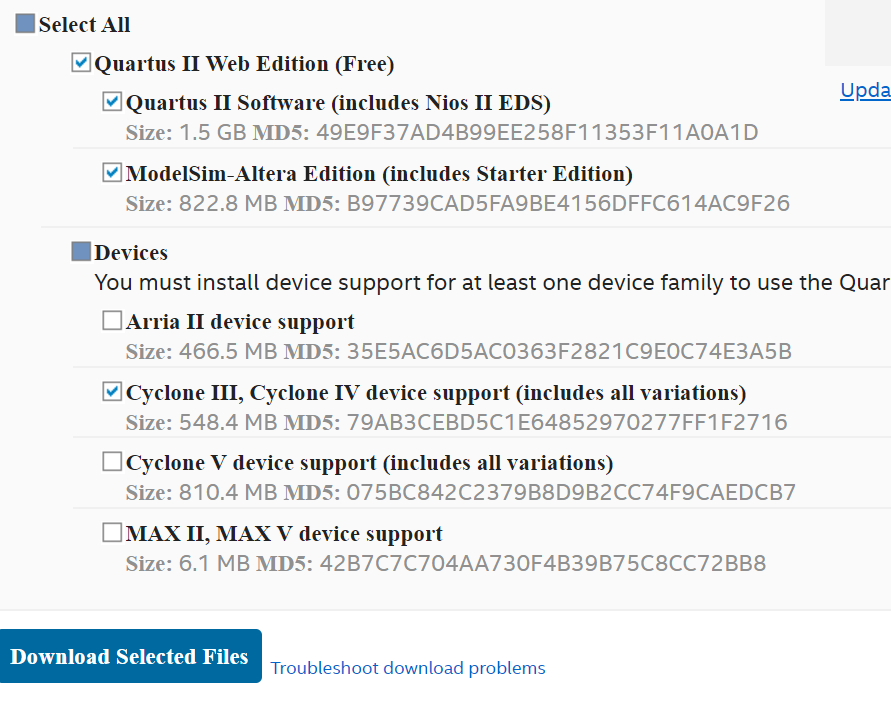 Select All
Quartus II Web Edition (Free)
Upda
Quartus II Software (includes Nios II EDS)
Size: 1.5 GB MD5: 49E9F37AD4B99EE258F11353F11A0A1D
ModelSim-Altera Edition (includes Starter Edition)
Size: 822.8 MB MD5: B97739CAD5FA9BE4156DFFC614AC9F26
Devices
You must install device support for at least one device family to use the Quar
Arria II device support
Size: 466.5 MB MD5: 35E5AC6D5AC0363F2821C9E0C74E3A5B
Cyclone III, Cyclone IV device support (includes all variations)
Size: 548.4 MB MD5: 79AB3CEBD5C1E64852970277FF1F2716
Cyclone V device support (includes all variations)
Size: 810.4 MB MD5: 075BC842C2379B8D9B2CC74F9CAEDCB7
MAX II, MAX V device support
Size: 6.1 MB MD5: 42B7C7C704AA730F4B39B75C8CC72BB8
Download Selected Files
Troubleshoot download problems